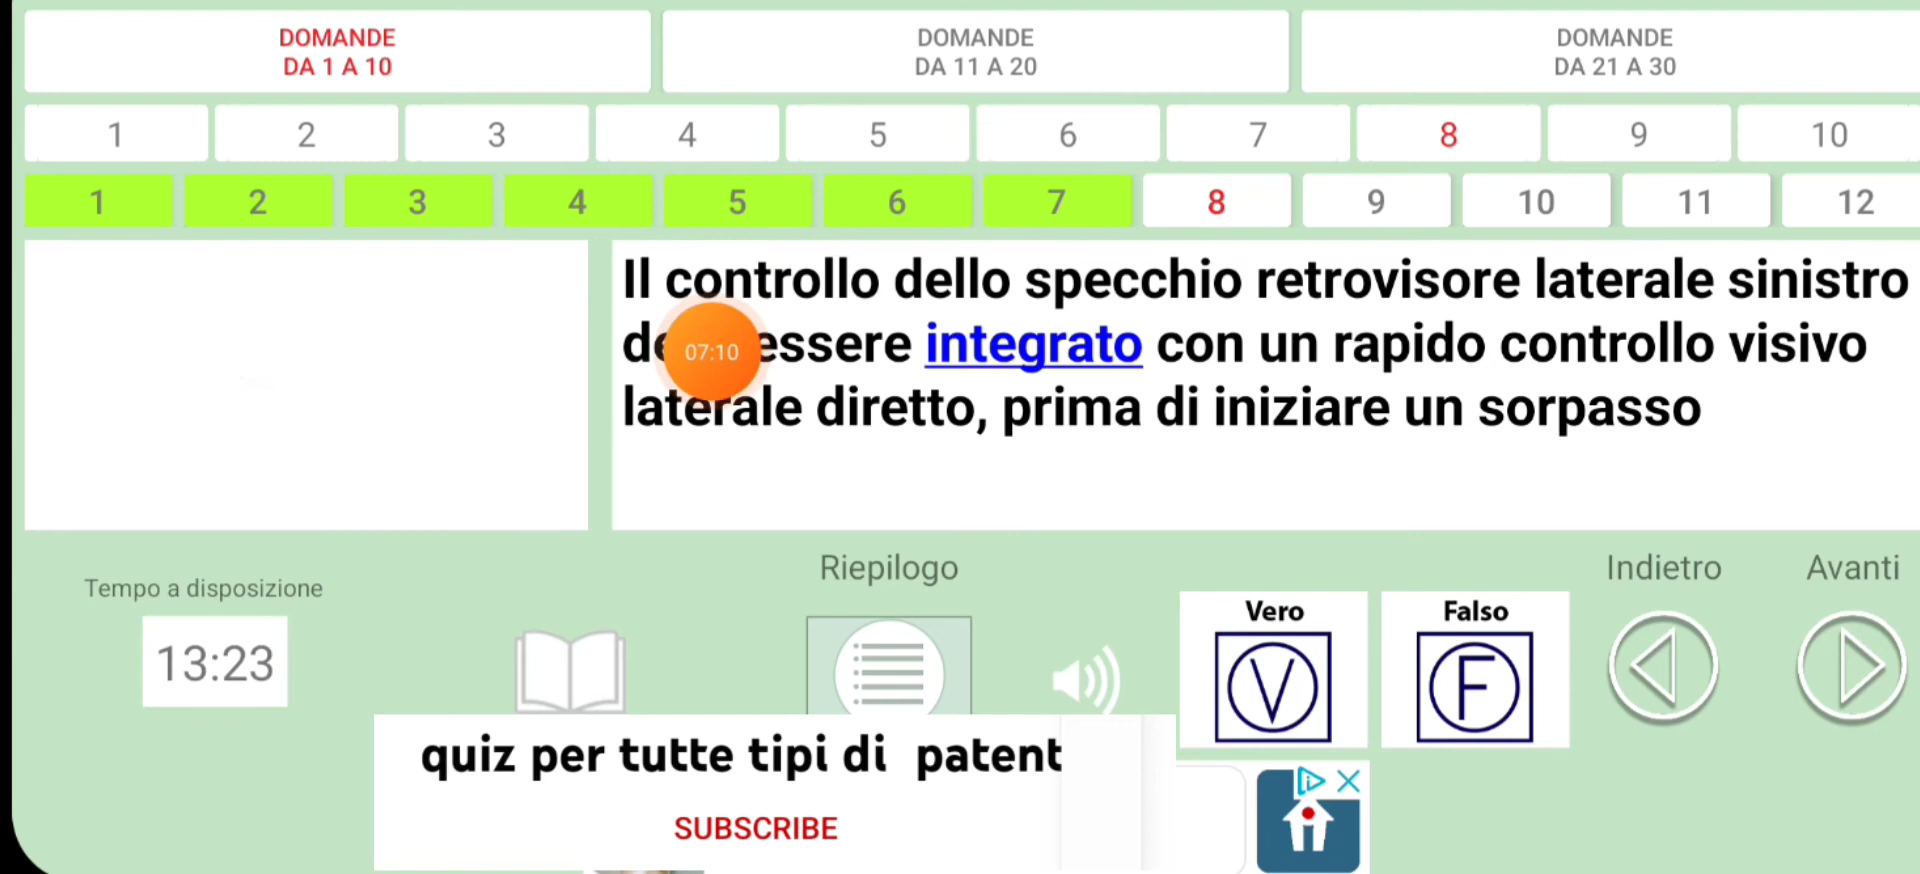 DOMANDE
DA 1 A 10
DOMANDE
DA 11 A 20
DOMANDE
DA 21 A 30
1 2 3 4 5 6 7 8 9 10
1 2 3 4 5 6 7 8 9 10 11 12
Il controllo dello specchio retrovisore laterale sinistro
essere integrato con un rapido controllo visivo
laterale diretto, prima di iniziare un sorpasso
07:10
Tempo a disposizione
13:23
Riepilogo
Vero
V
Falso
F
Indietro
Avanti
quiz per tutte tipi di patent
SUBSCRIBE